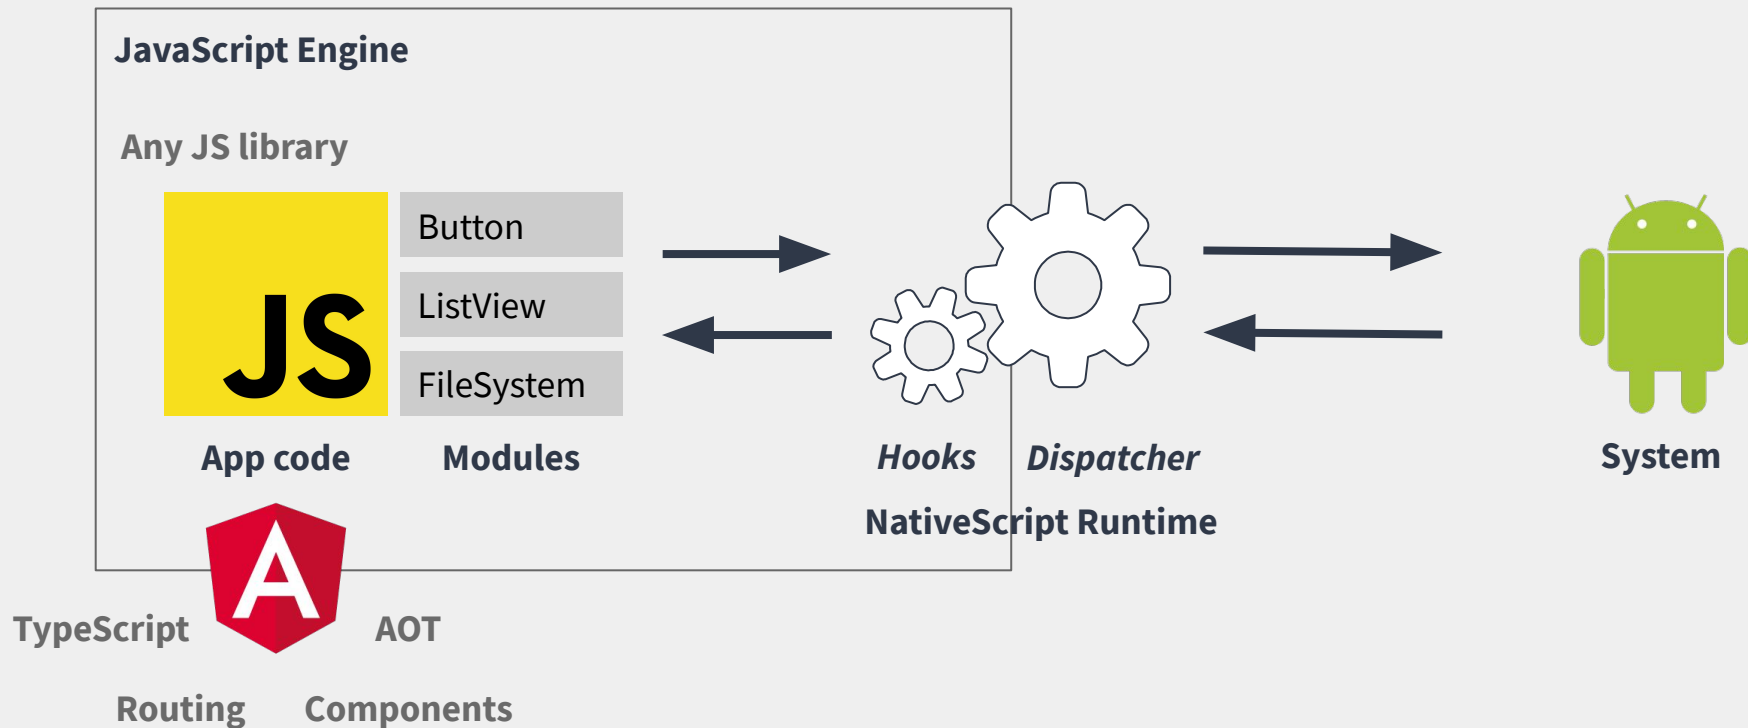 JavaScript Engine
Any JS library
JS
Button
ListView
FileSystem
App code
Modules
Hooks
Dispatcher
System
NativeScript Runtime
A
TypeScript
AOT
Routing
Components